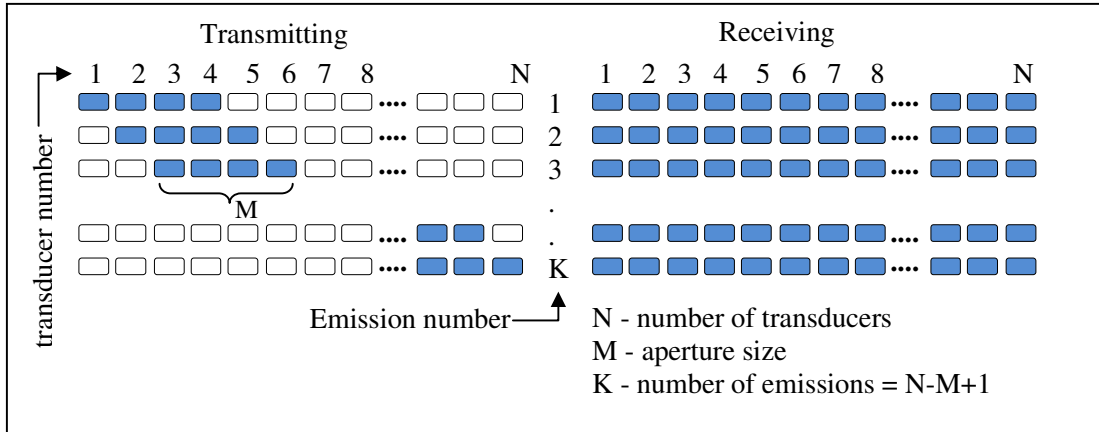 Transmitting
Receiving
transducer number
1 2 3 4 5 6 7 8 N
1 2 3 4 5 6 7 8 N
.... 1 ....
.... 2 ....
.... 3 ....
M
.
.... . ....
.... K ....
Emission number
N - number of transducers
M - aperture size
K - number of emissions = N-M+1